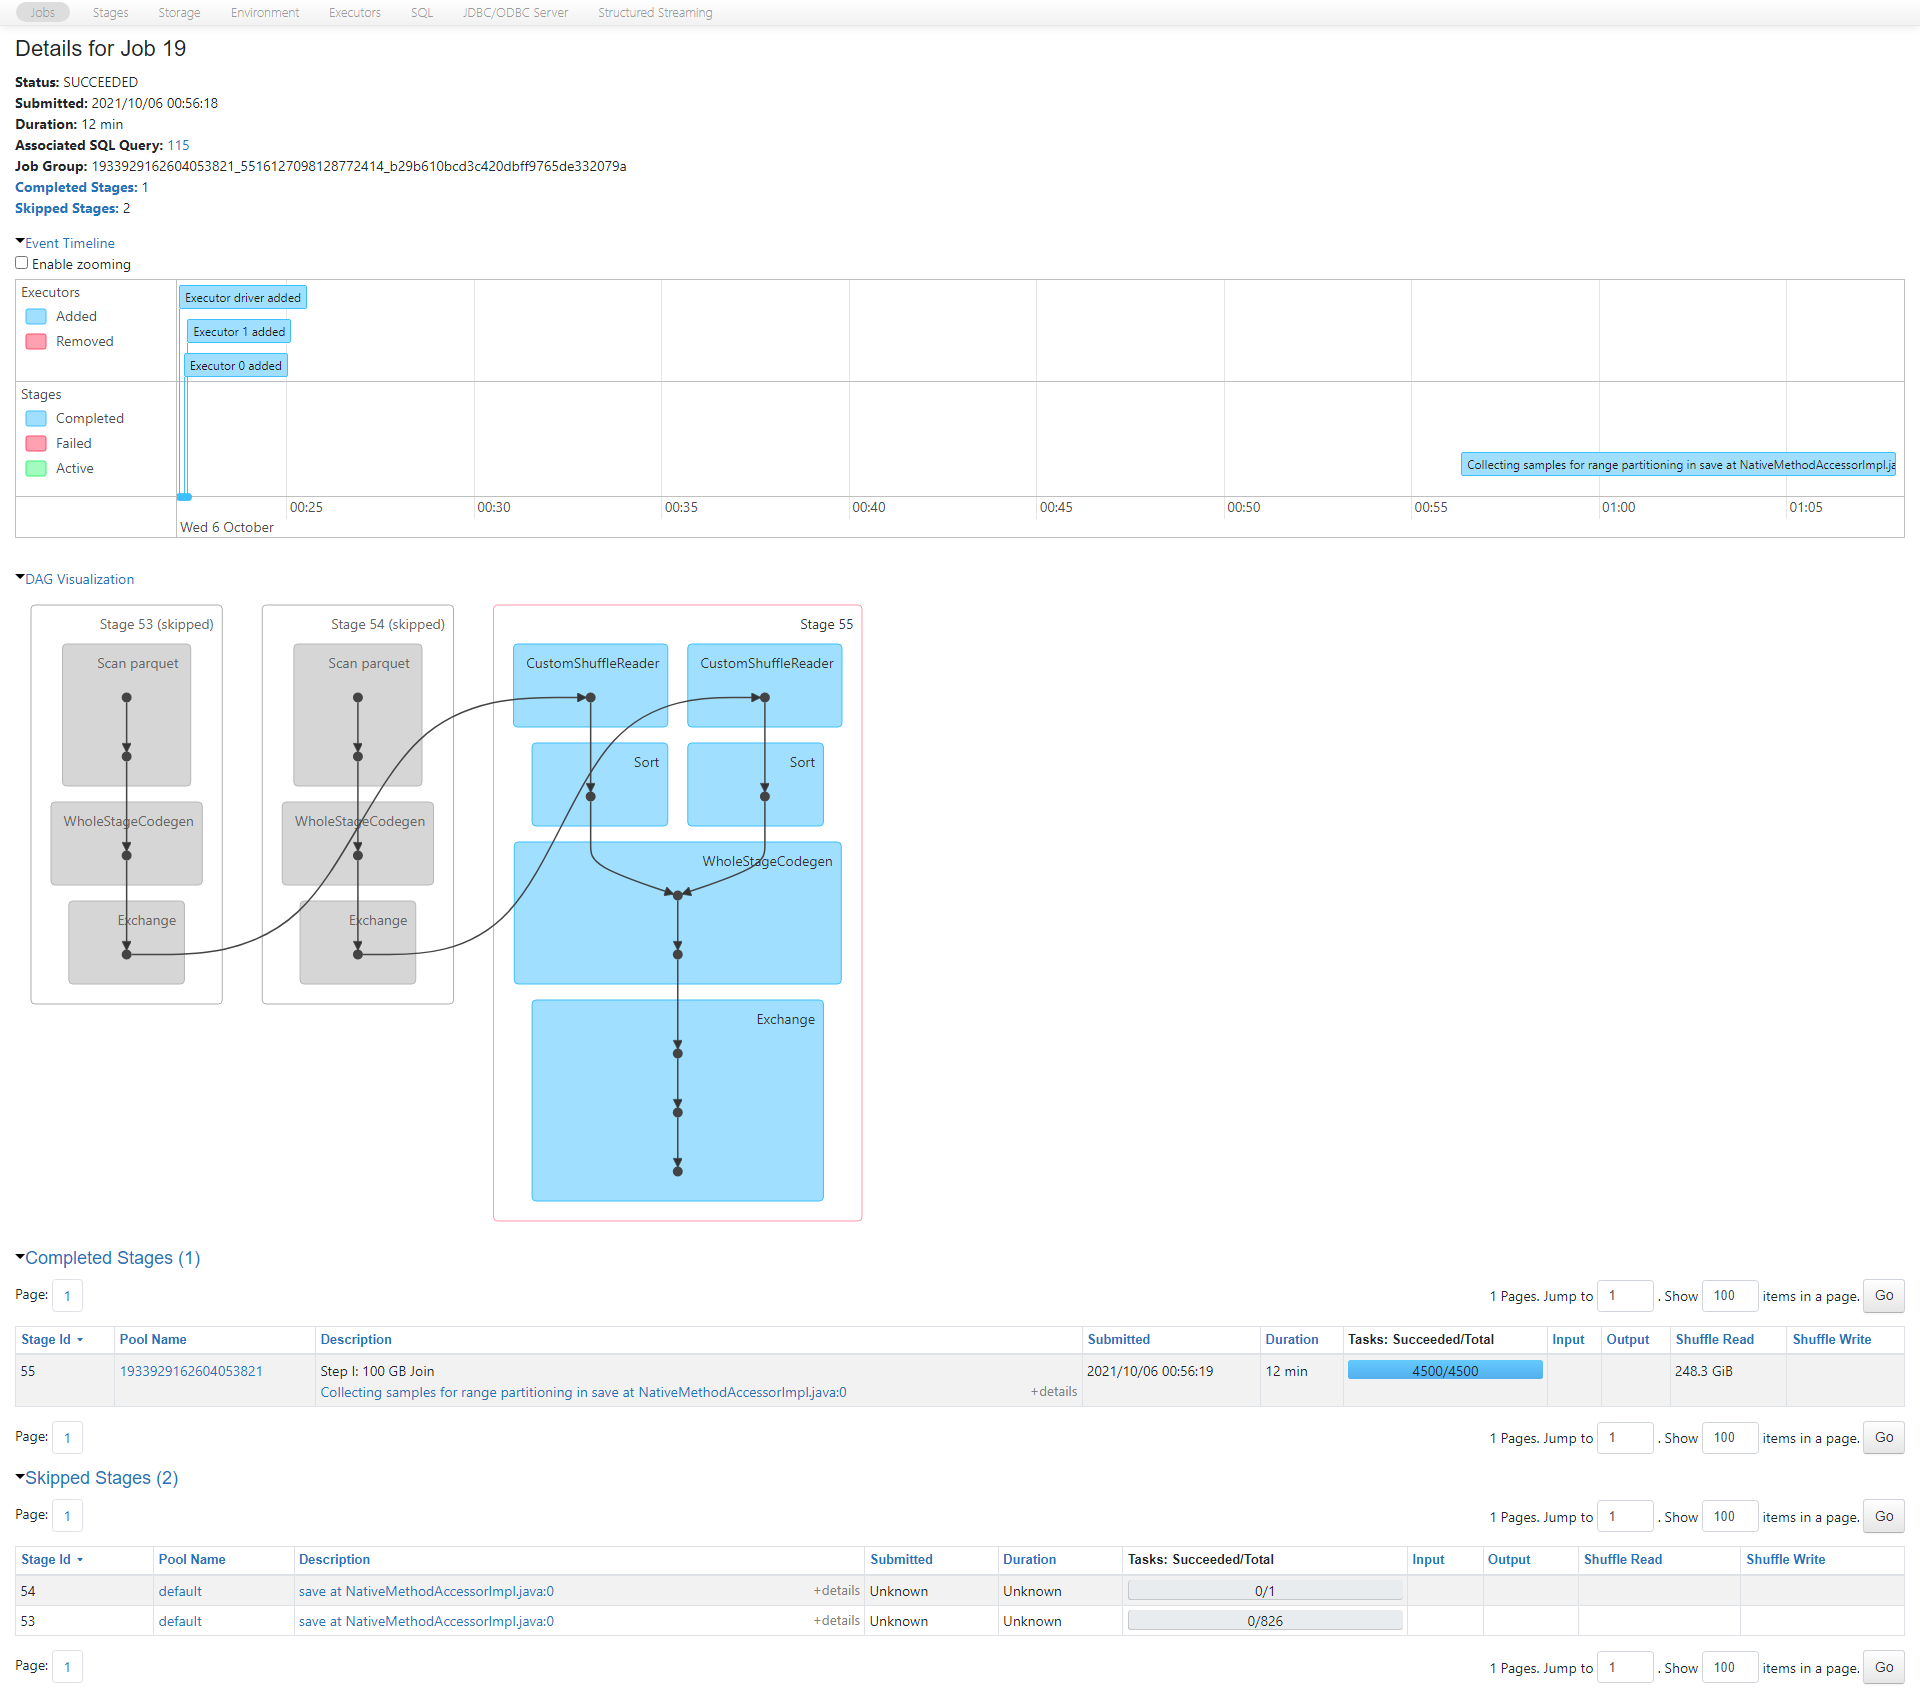 Jobs Stages Storage Environment Executors SQL JDBC/ODBC Server Structured Streaming
Details for Job 19
Status: SUCCEEDED
Submitted: 2021/10/06 00:56:18
Duration: 12 min
Associated SQL Query: 115
Job Group: 1933929162604053821_5516127098128772414_b29b610bcd3c420dbff9765de332079a
Completed Stages: 1
Skipped Stages: 2
Event Timeline
Enable zooming
Executors
Added
Removed
Executor driver added
Executor 1 added
Executor 0 added
Stages
Completed
Failed
Active
Collecting samples for range partitioning in save at NativeMethodAccessorImpl.ja
00:25 00:30 00:35 00:40 00:45 00:50 00:55 01:00 01:05
Wed 6 October
DAG Visualization
Stage 53 (skipped)
Scan parquet
WholeStageCodegen
Exchange
Stage 54 (skipped)
Scan parquet
WholeStageCodegen
Exchange
Stage 55
CustomShuffleReader CustomShuffleReader
Sort Sort
WholeStageCodegen
Exchange
Completed Stages (1)
Page: 1 1 Pages. Jump to 1 . Show 100 items in a page. Go
Stage Id Pool Name Description Submitted Duration Tasks: Succeeded/Total Input Output Shuffle Read Shuffle Write
55 1933929162604053821 Step I: 100 GB Join 2021/10/06 00:56:19 12 min 4500/4500 248.3 GiB
Collecting samples for range partitioning in save at NativeMethodAccessorImpl.java:0 +details
Page: 1 1 Pages. Jump to 1 . Show 100 items in a page. Go
Skipped Stages (2)
Page: 1 1 Pages. Jump to 1 . Show 100 items in a page. Go
Stage Id Pool Name Description Submitted Duration Tasks: Succeeded/Total Input Output Shuffle Read Shuffle Write
54 default save at NativeMethodAccessorImpl.java:0 +details Unknown Unknown 0/1
53 default save at NativeMethodAccessorImpl.java:0 +details Unknown Unknown 0/826
Page: 1 1 Pages. Jump to 1 . Show 100 items in a page. Go